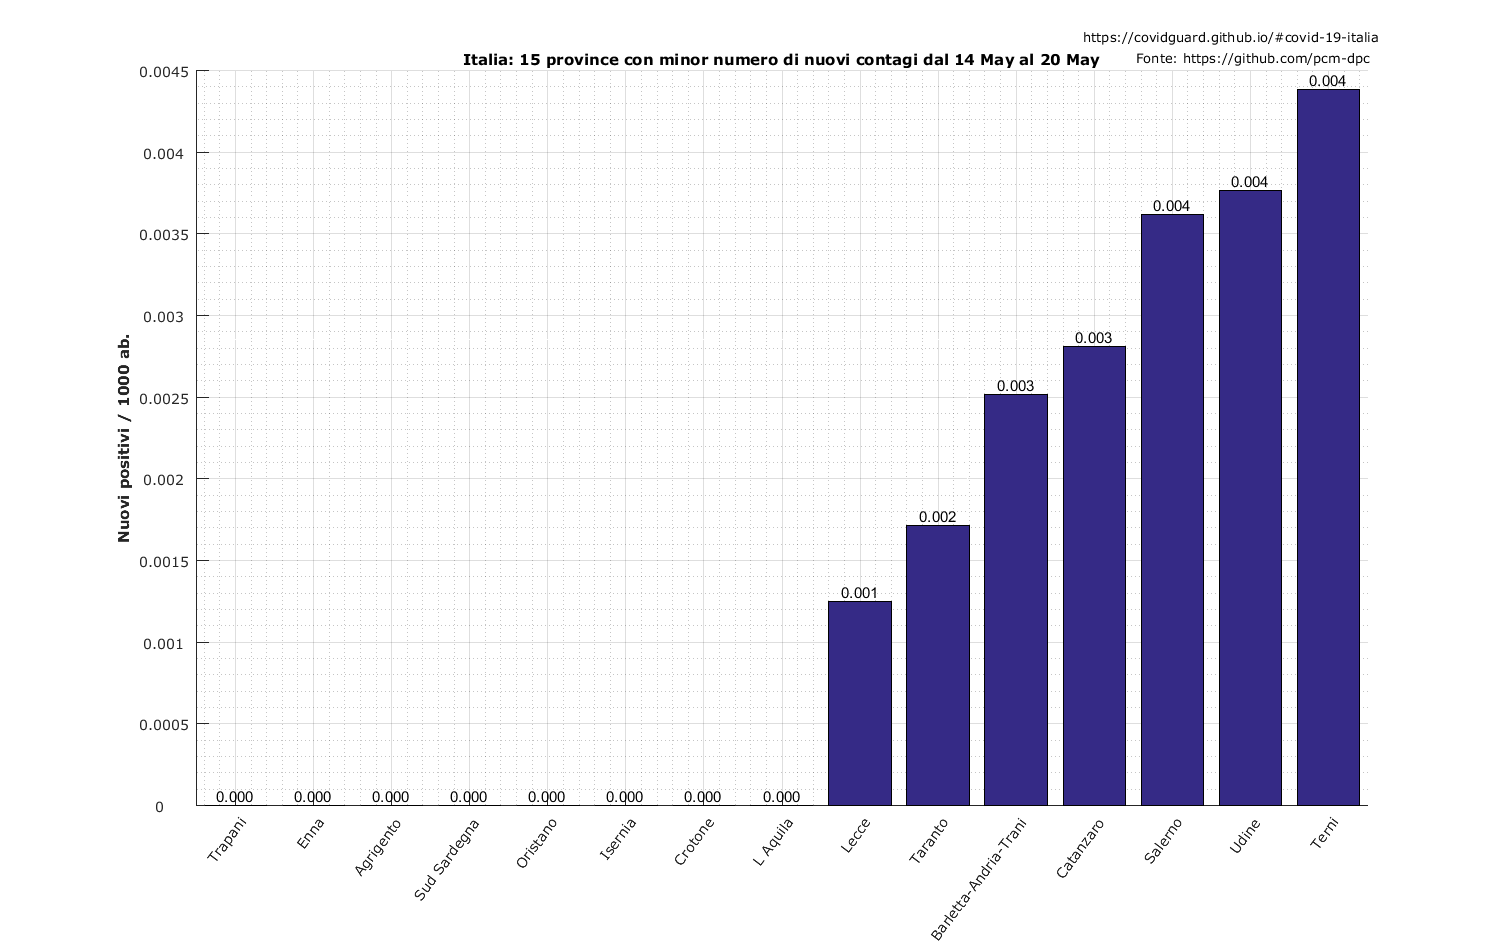 https://covidguard.github.io/#covid-19-italia
Italia: 15 province con minor numero di nuovi contagi dal 14 May al 20 May
Fonte: https://github.com/pcm-dpc
Nuovi positivi / 1000 ab.
0.0045
0.004
0.0035
0.003
0.0025
0.002
0.0015
0.001
0.0005
0
0.000
0.000
0.000
0.000
0.000
0.000
0.000
0.000
0.001
0.002
0.003
0.003
0.004
0.004
0.004
Trapani
Enna
Agrigento
Sud Sardegna
Oristano
Isernia
Crotone
L Aquila
Lecce
Taranto
Barletta-Andria-Trani
Catanzaro
Salerno
Udine
Terni